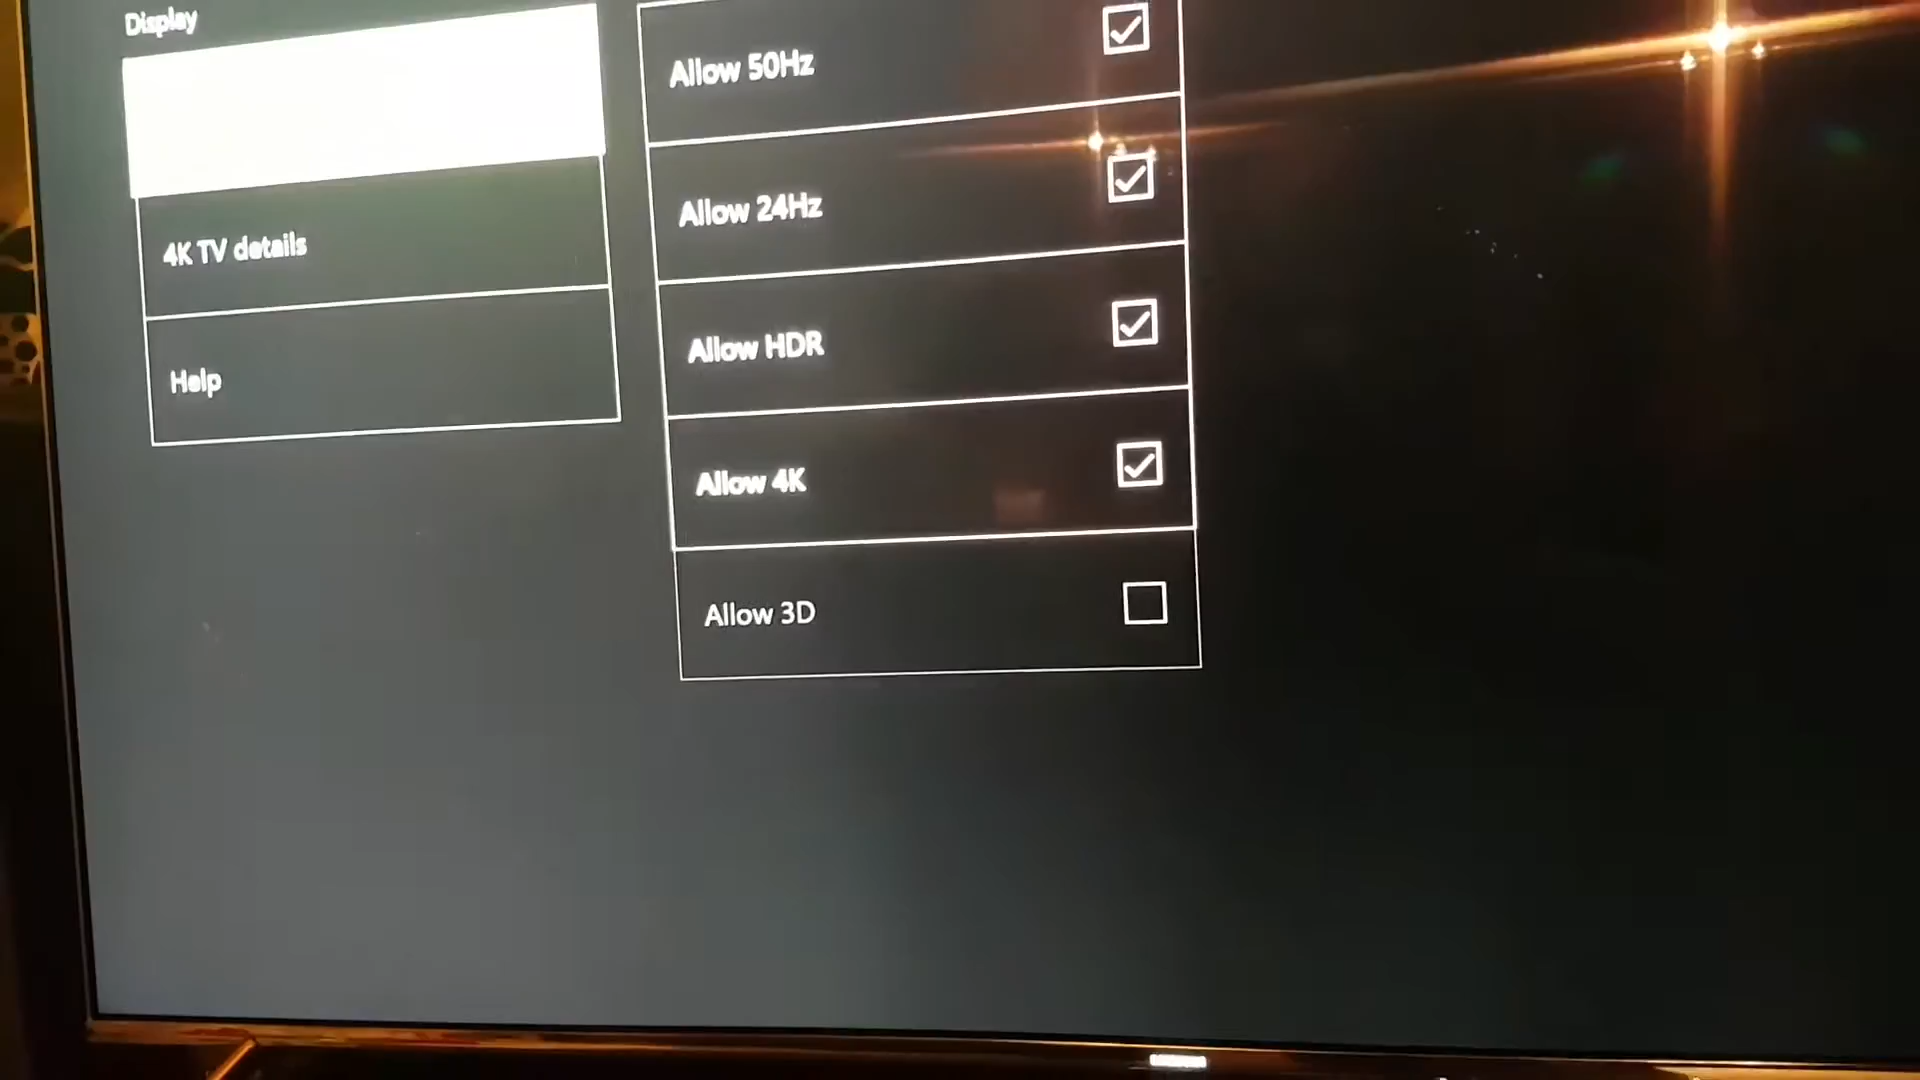 Display
4K TV details
Help
Allow 50Hz
Allow 24Hz
Allow HDR
Allow 4K
Allow 3D